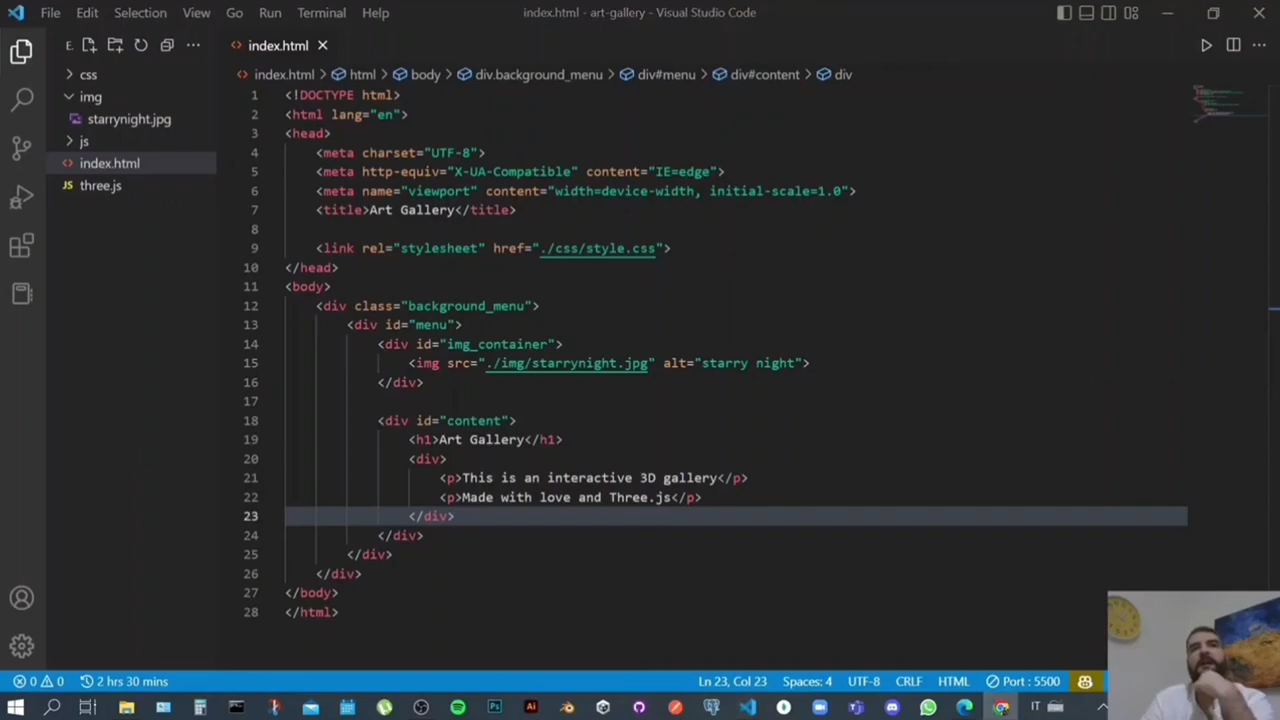 File Edit Selection View Go Run Terminal Help
index.html - art-gallery - Visual Studio Code
E.
css
img
starrynight.jpg
js
index.html
JS three.js
index.html
index.html > html > body > div.background_menu > div#menu > div#content > div
1 <!DOCTYPE html>
2 <html lang="en">
3 <head>
4 <meta charset="UTF-8">
5 <meta http-equiv="X-UA-Compatible" content="IE=edge">
6 <meta name="viewport" content="width=device-width, initial-scale=1.0">
7 <title>Art Gallery</title>
8
9 <link rel="stylesheet" href="./css/style.css">
10 </head>
11 <body>
12 <div class="background_menu">
13 <div id="menu">
14 <div id="img_container">
15 <img src="./img/starrynight.jpg" alt="starry night">
16 </div>
17
18 <div id="content">
19 <h1>Art Gallery</h1>
20 <div>
21 <p>This is an interactive 3D gallery</p>
22 <p>Made with love and Three.js</p>
23 </div>
24 </div>
25 </div>
26 </div>
27 </body>
28 </html>
0 0 2 hrs 30 mins Ln 23, Col 23 Spaces: 4 UTF-8 CRLF HTML Port : 5500
Ps Ai IT